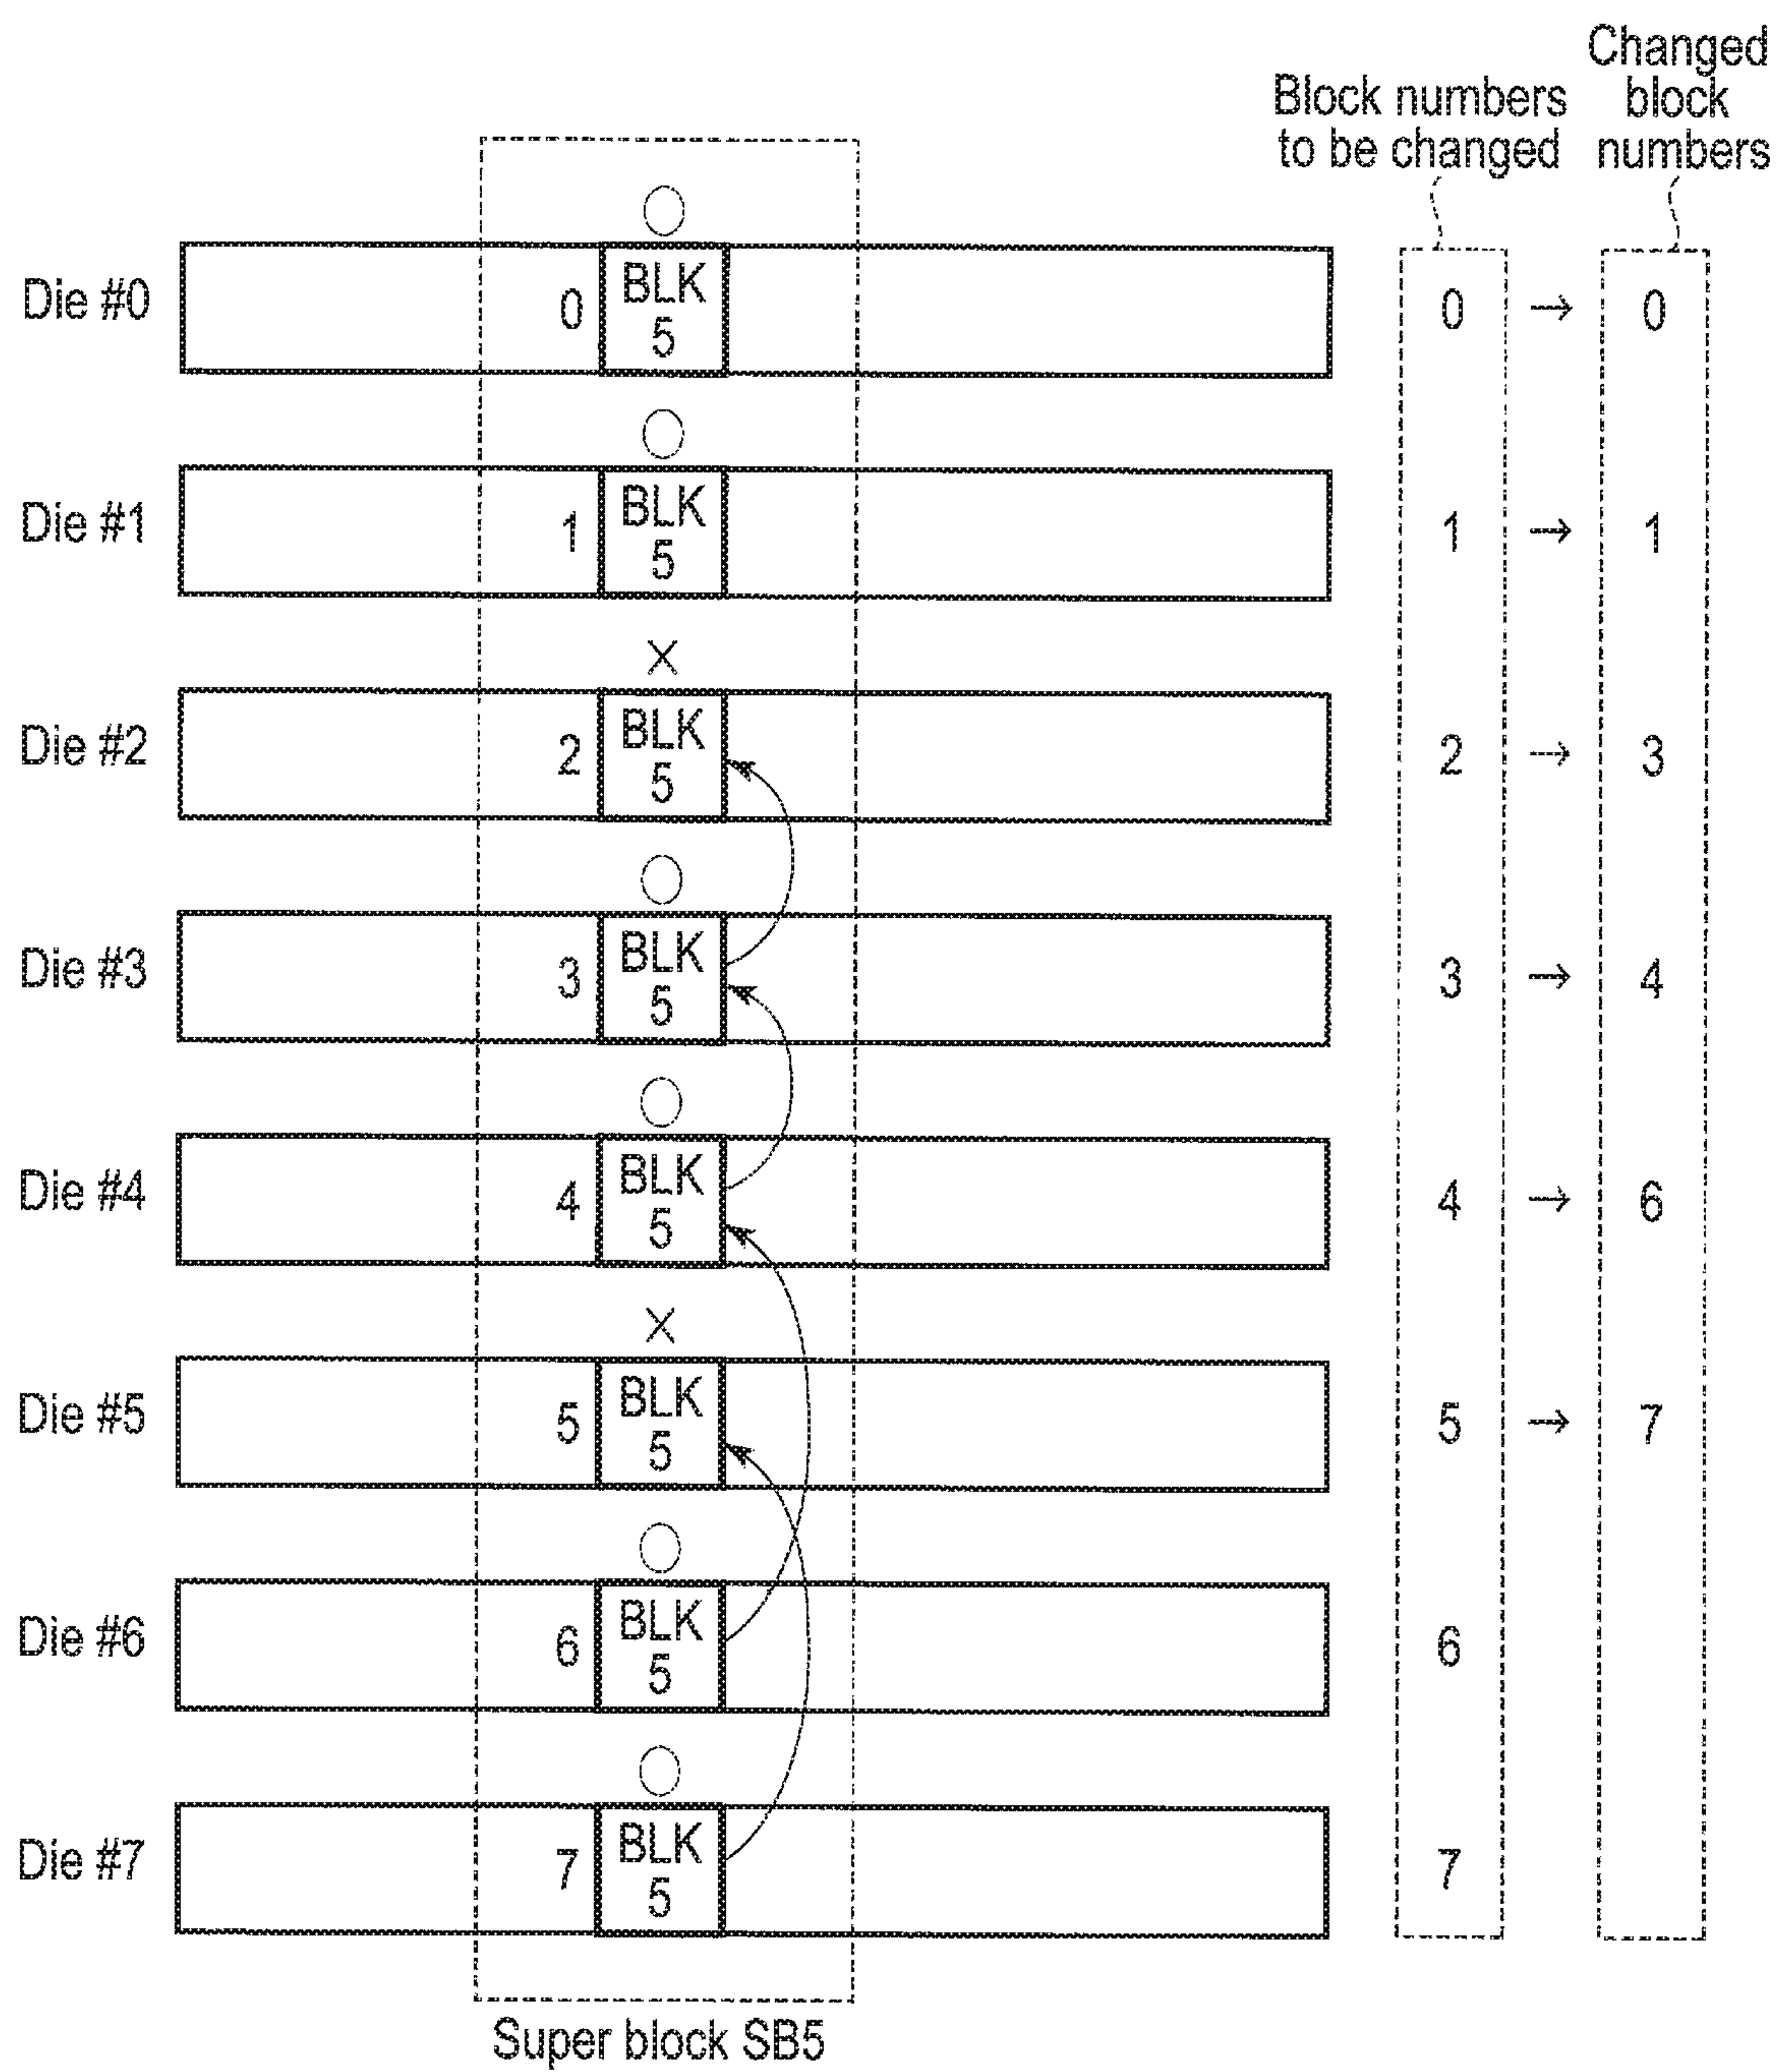 Changed
block
numbers
Block numbers
to be changed
Die #0
0
BLK
5
0 → 0
Die #1
1
BLK
5
1 → 1
×
Die #2
2
BLK
5
2 → 3
Die #3
3
BLK
5
3 → 4
Die #4
4
BLK
5
4 → 6
×
Die #5
5
BLK
5
5 → 7
Die #6
6
BLK
5
6
Die #7
7
BLK
5
7
Super block SB5